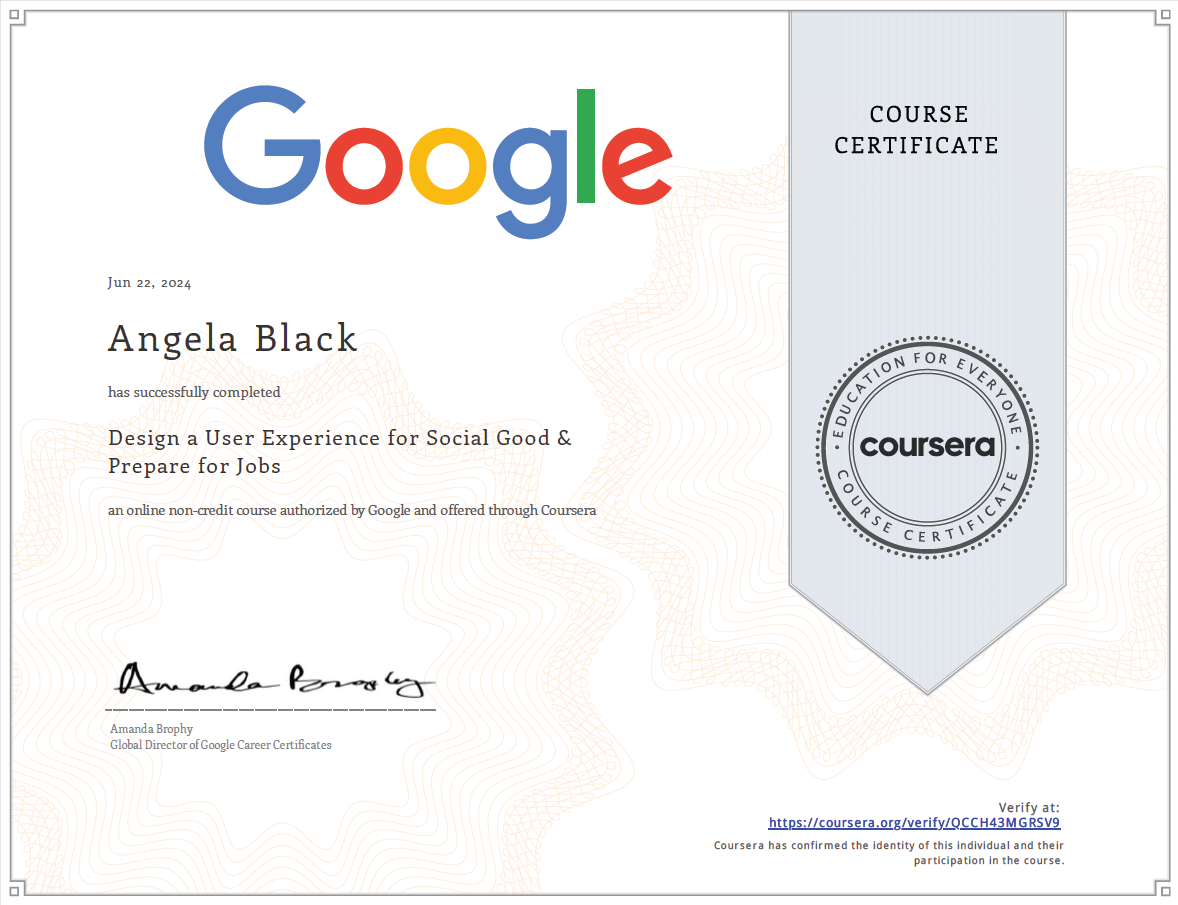 Google
COURSE
CERTIFICATE
Jun 22, 2024
Angela Black
has successfully completed
Design a User Experience for Social Good &
Prepare for Jobs
an online non-credit course authorized by Google and offered through Coursera
EDUCATION FOR EVERYONE
coursera
COURSE CERTIFICATE
Amanda Brophy
Amanda Brophy
Global Director of Google Career Certificates
Verify at:
https://coursera.org/verify/QCCH43MGRSV9
Coursera has confirmed the identity of this individual and their
participation in the course.